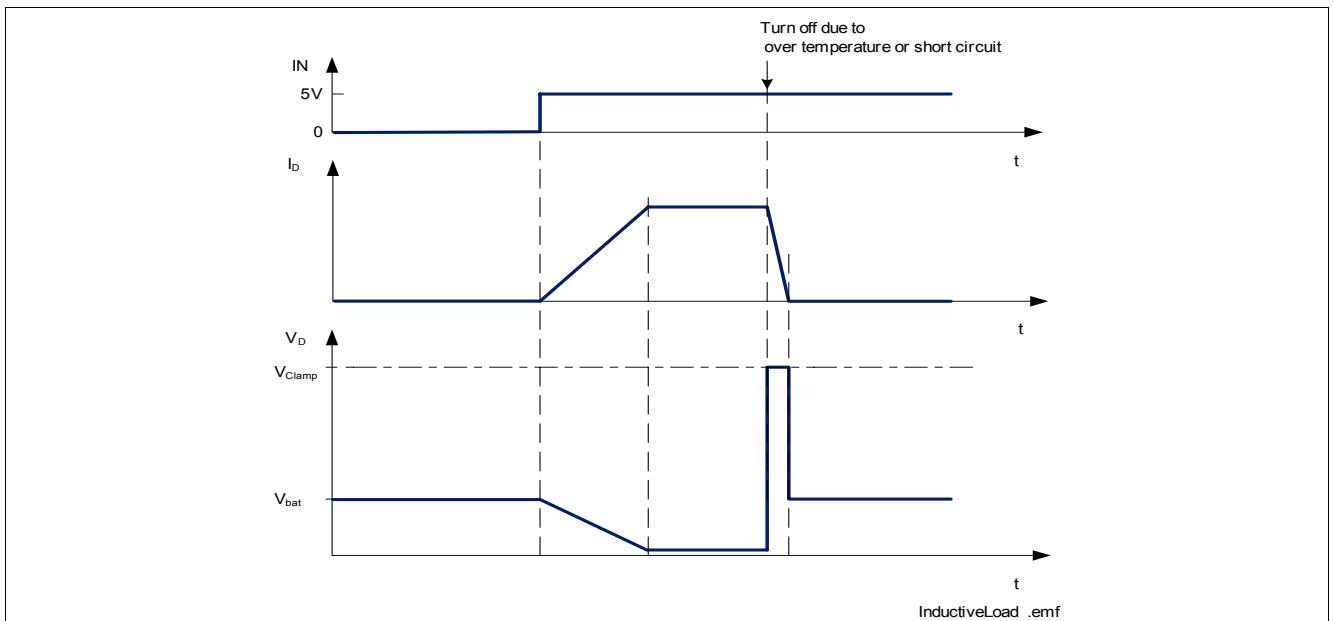 Turn off due to
over temperature or short circuit
IN
5V
0
t
I_D
t
V_D
V_Clamp
V_bat
t
InductiveLoad .emf